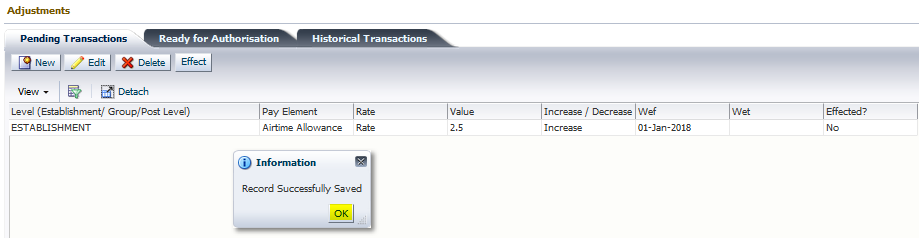 Adjustments
Pending Transactions Ready for Authorisation Historical Transactions
New Edit Delete Effect
View Detach
Level (Establishment/ Group/Post Level) Pay Element Rate Value Increase / Decrease Wef Wet Effected?
ESTABLISHMENT Airtime Allowance Rate 2.5 Increase 01-Jan-2018 No
Information
Record Successfully Saved
OK